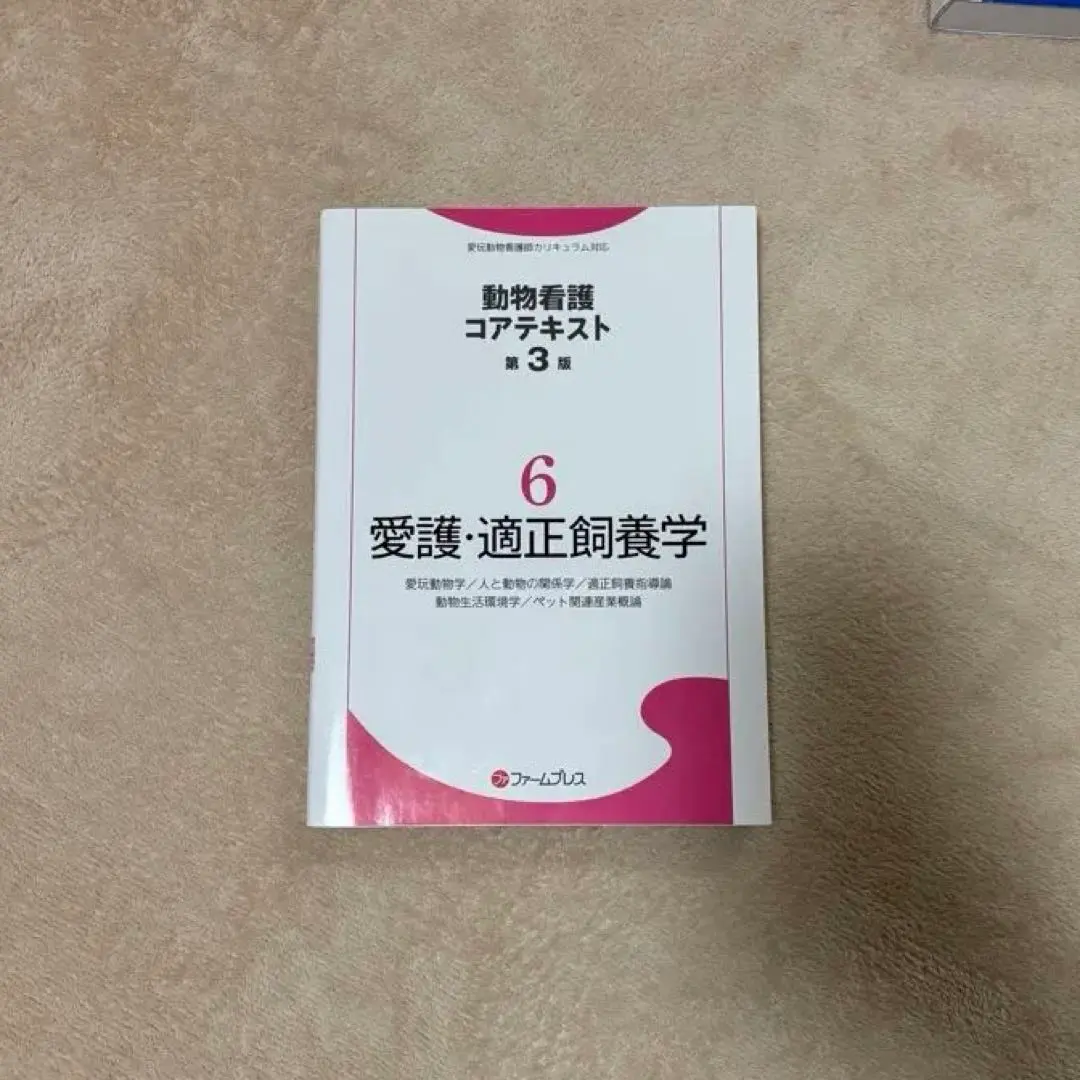 愛玩動物看護師カリキュラム対応
動物看護
コアテキスト
第3版
6
愛護・適正飼養学
愛玩動物学／人と動物の関係学／適正飼養指導論
動物生活環境学／ペット関連産業概論
ファ ファームプレス